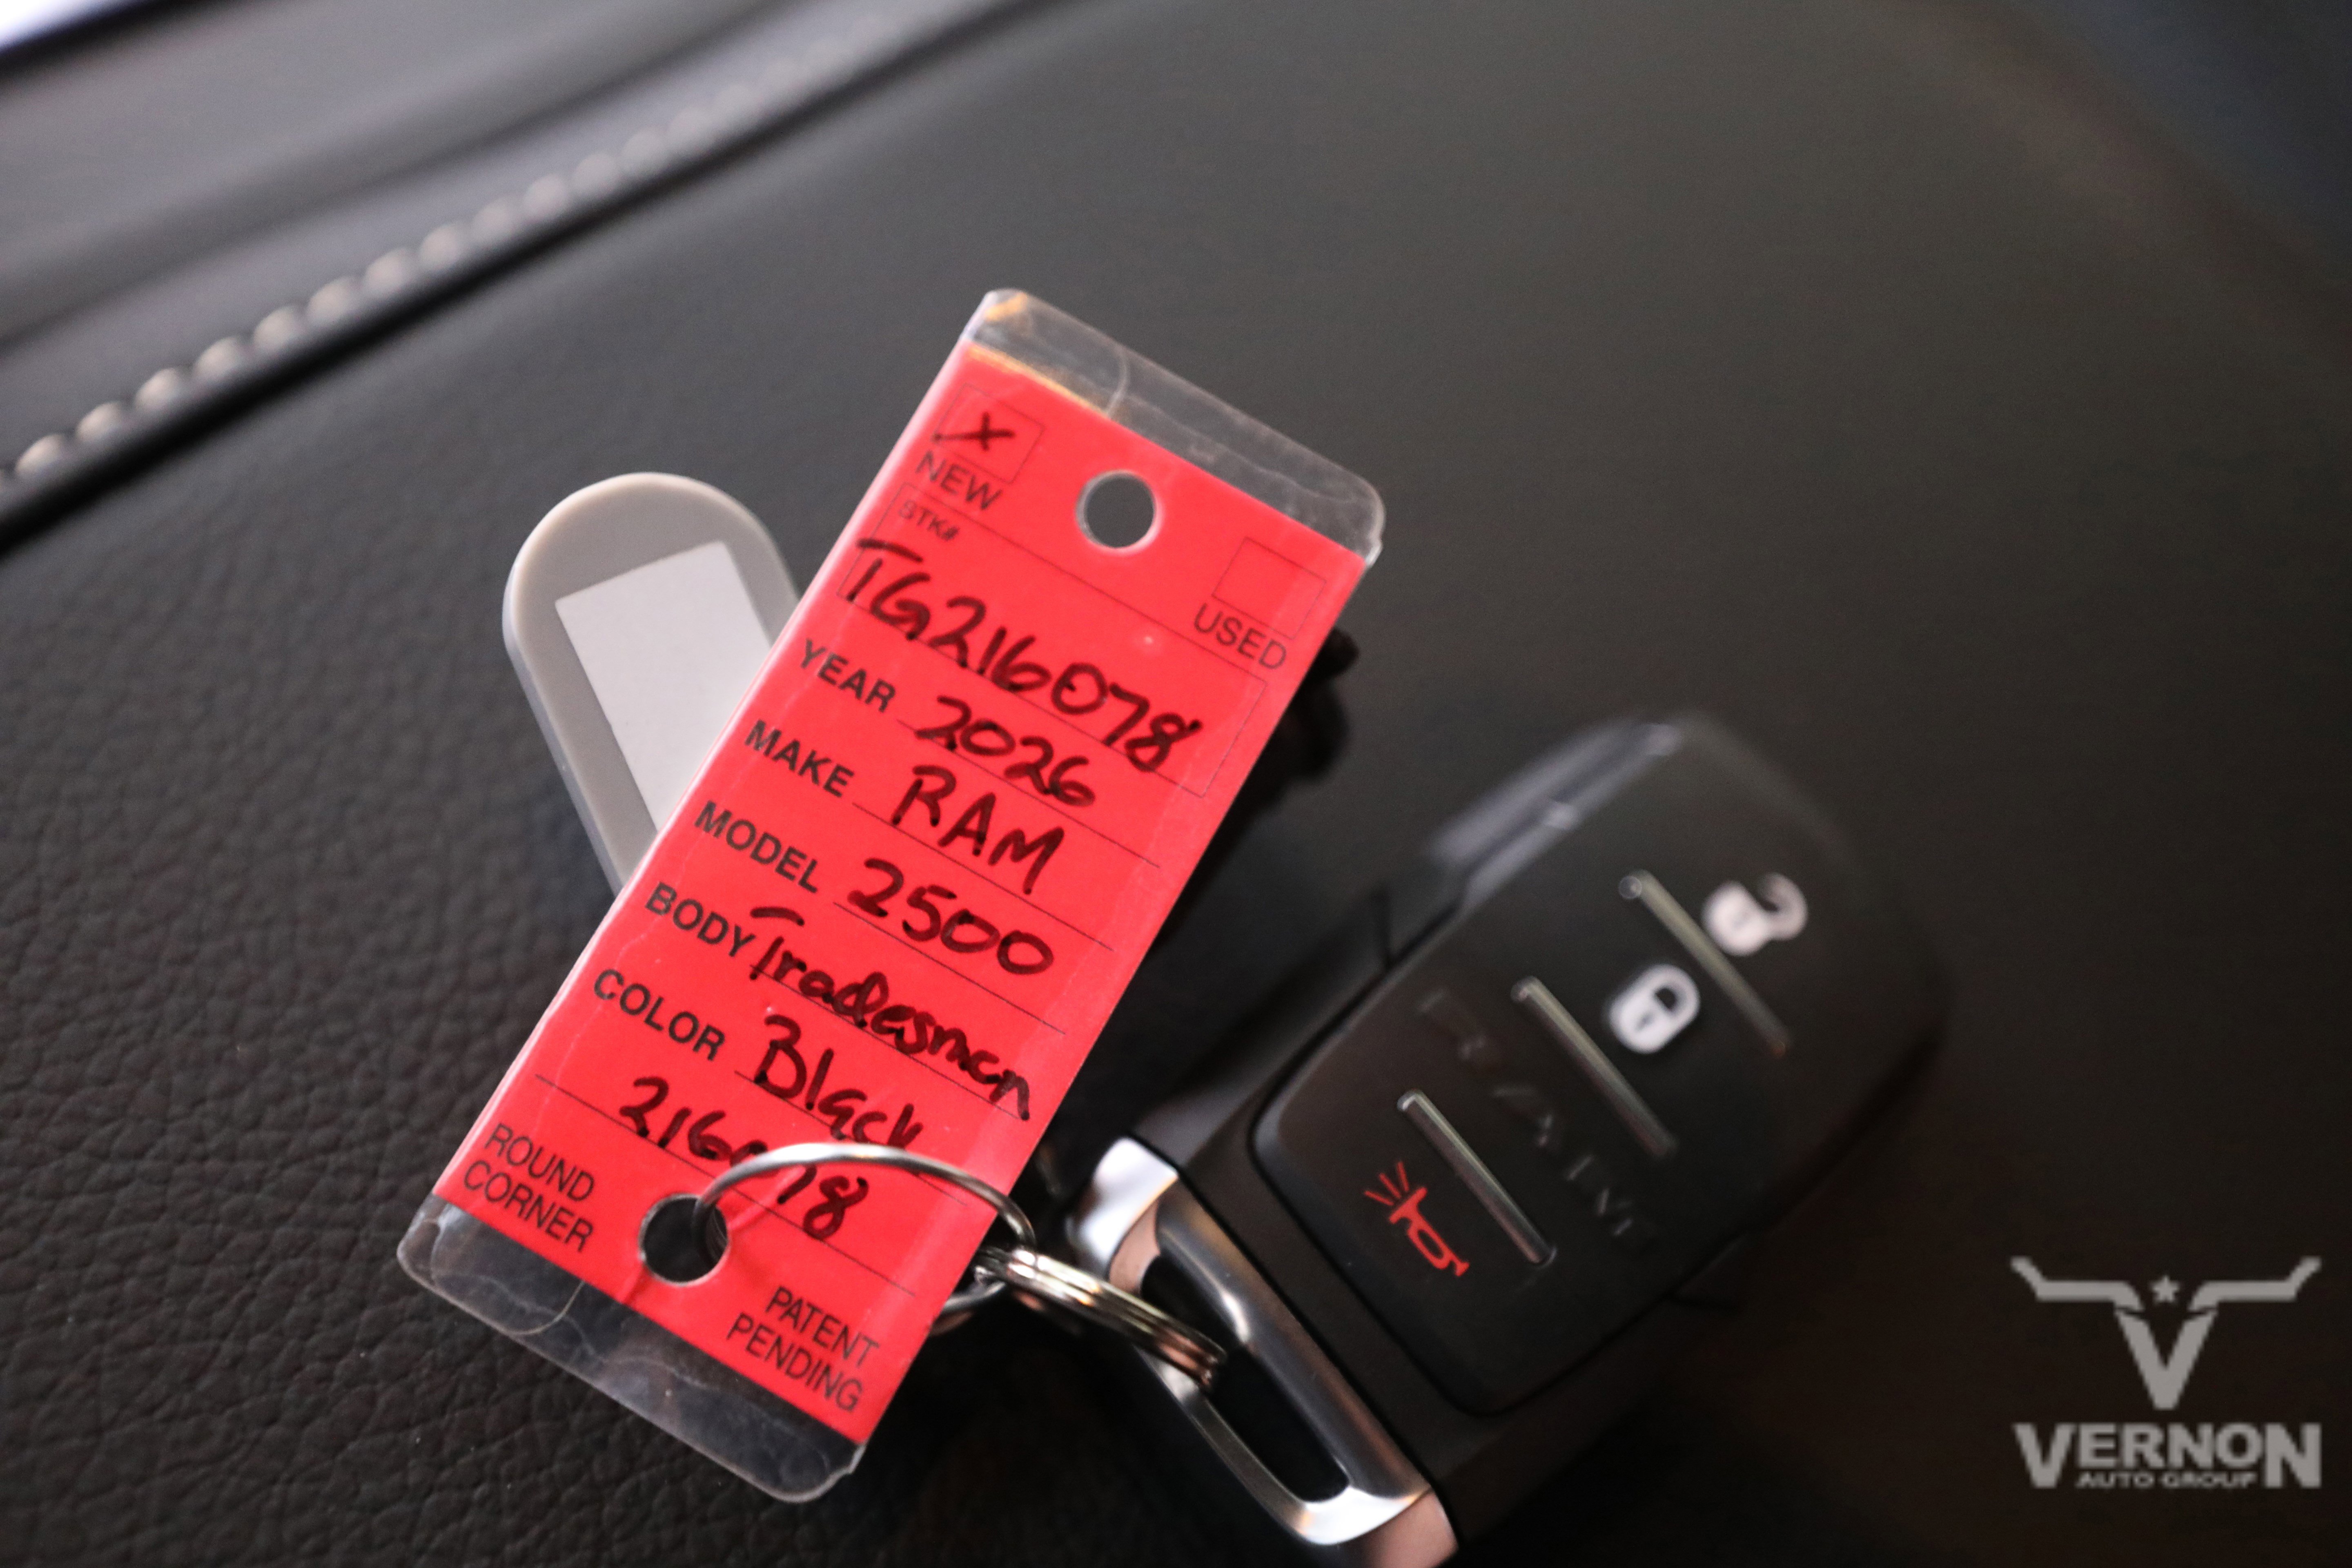 X
NEW
USED
STK#
TG216078
YEAR 2026
MAKE RAM
MODEL 2500
BODY Tradesman
COLOR Black
216078
ROUND
CORNER
PATENT
PENDING
RAM
VERNON
AUTO GROUP